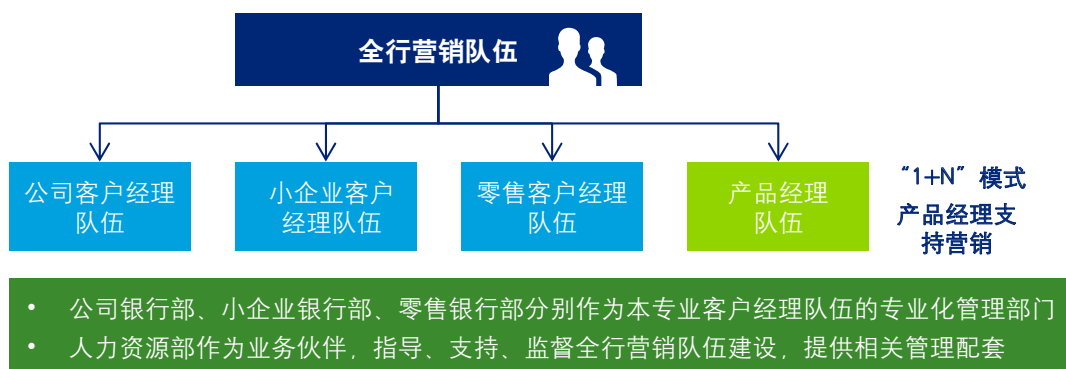 全行营销队伍
公司客户经理
队伍
小企业客户
经理队伍
零售客户经理
队伍
产品经理
队伍
“1+N”模式
产品经理支
持营销
• 公司银行部、小企业银行部、零售银行部分别作为本专业客户经理队伍的专业化管理部门
• 人力资源部作为业务伙伴，指导、支持、监督全行营销队伍建设，提供相关管理配套